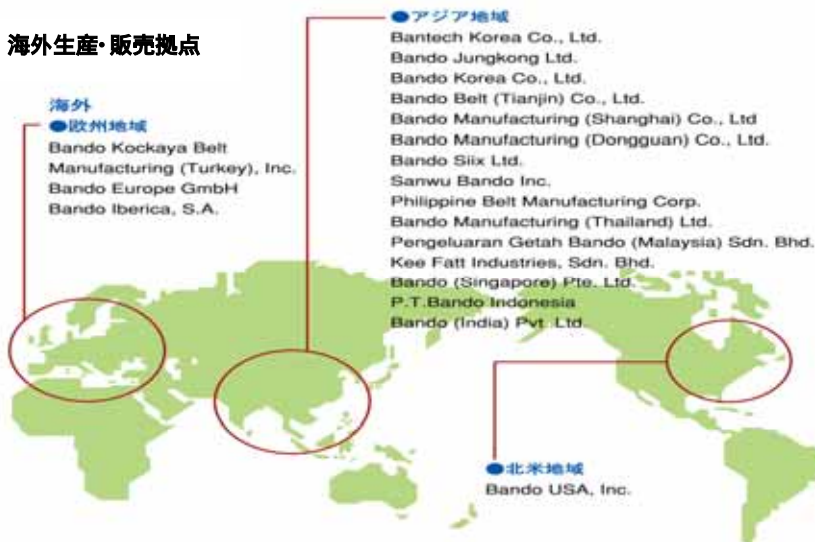 海外生産・販売拠点
海外
●欧州地域
Bando Kockaya Belt
Manufacturing (Turkey), Inc.
Bando Europe GmbH
Bando Iberica, S.A.
●アジア地域
Bantech Korea Co., Ltd.
Bando Jungkong Ltd.
Bando Korea Co., Ltd.
Bando Belt (Tianjin) Co., Ltd.
Bando Manufacturing (Shanghai) Co., Ltd
Bando Manufacturing (Dongguan) Co., Ltd.
Bando Siix Ltd.
Sanwu Bando Inc.
Philippine Belt Manufacturing Corp.
Bando Manufacturing (Thailand) Ltd.
Pengeluaran Getah Bando (Malaysia) Sdn. Bhd.
Kee Fatt Industries, Sdn. Bhd.
Bando (Singapore) Pte. Ltd.
P.T.Bando Indonesia
Bando (India) Pvt. Ltd
●北米地域
Bando USA, Inc.